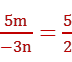 5m/-3n = 5/2